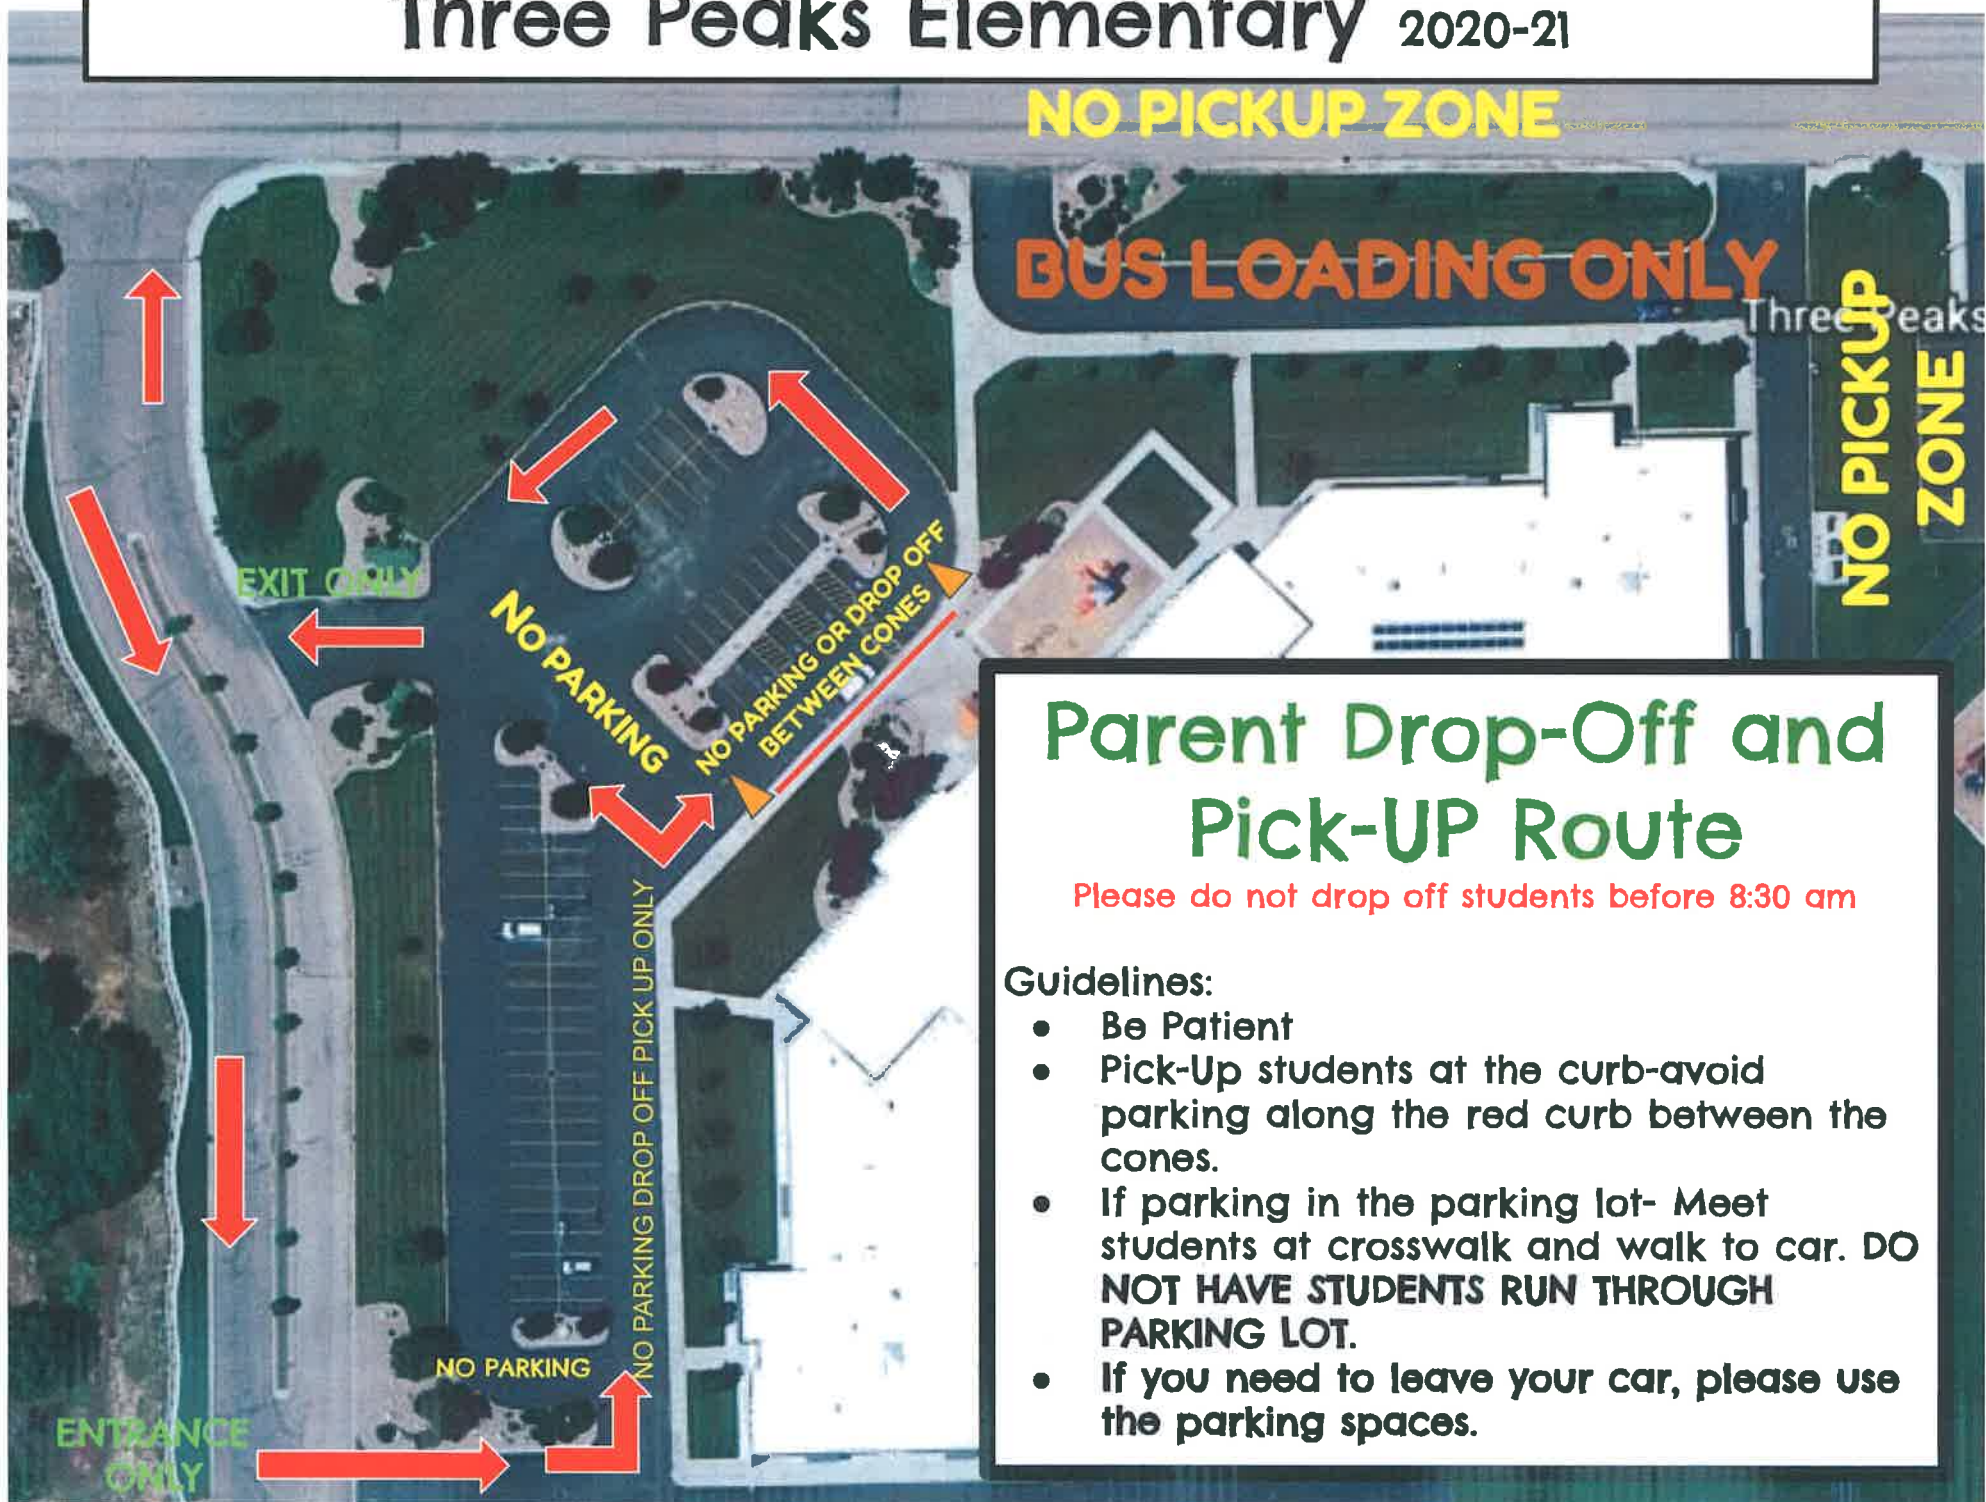 Three Peaks Elementary 2020-21
NO PICKUP ZONE
BUS LOADING ONLY
Three Peaks
NO PICKUP
ZONE
EXIT ONLY
NO PARKING
NO PARKING OR DROP OFF
BETWEEN CONES
NO PARKING DROP OFF PICK UP ONLY
NO PARKING
ENTRANCE
ONLY
Parent Drop-Off and
Pick-UP Route
Please do not drop off students before 8:30 am
Guidelines:
● Be Patient
● Pick-Up students at the curb-avoid
parking along the red curb between the
cones.
● If parking in the parking lot- Meet
students at crosswalk and walk to car. DO
NOT HAVE STUDENTS RUN THROUGH
PARKING LOT.
● If you need to leave your car, please use
the parking spaces.